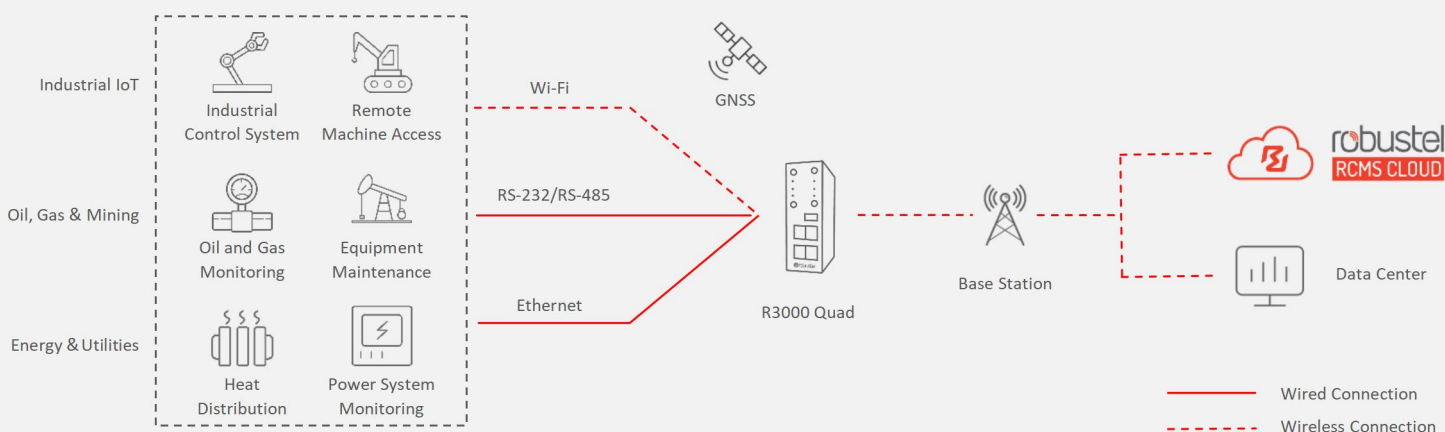 Industrial IoT
Industrial
Control System
Remote
Machine Access
Oil, Gas & Mining
Oil and Gas
Monitoring
Equipment
Maintenance
Energy & Utilities
Heat
Distribution
Power System
Monitoring
Wi-Fi
RS-232/RS-485
Ethernet
GNSS
R3000 Quad
Base Station
robustel
RCMS CLOUD
Data Center
Wired Connection
Wireless Connection